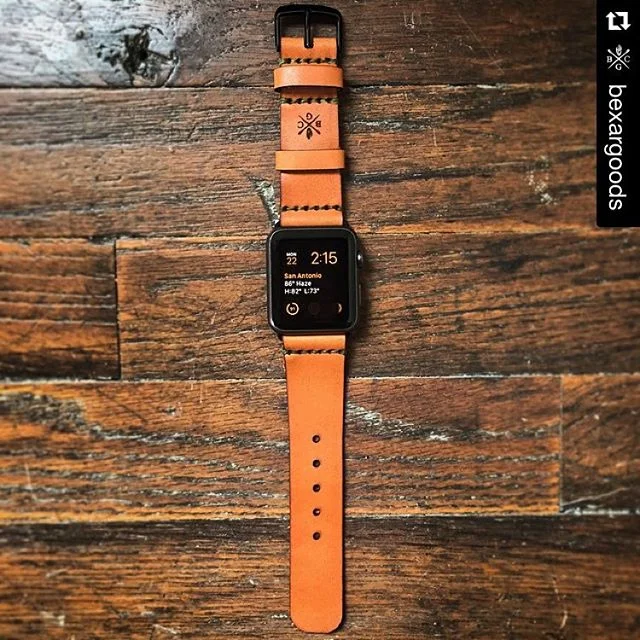 B C
G
bexargoods
B C
G
MON
22
2:15
San Antonio
86° Haze
H:82° L:73°